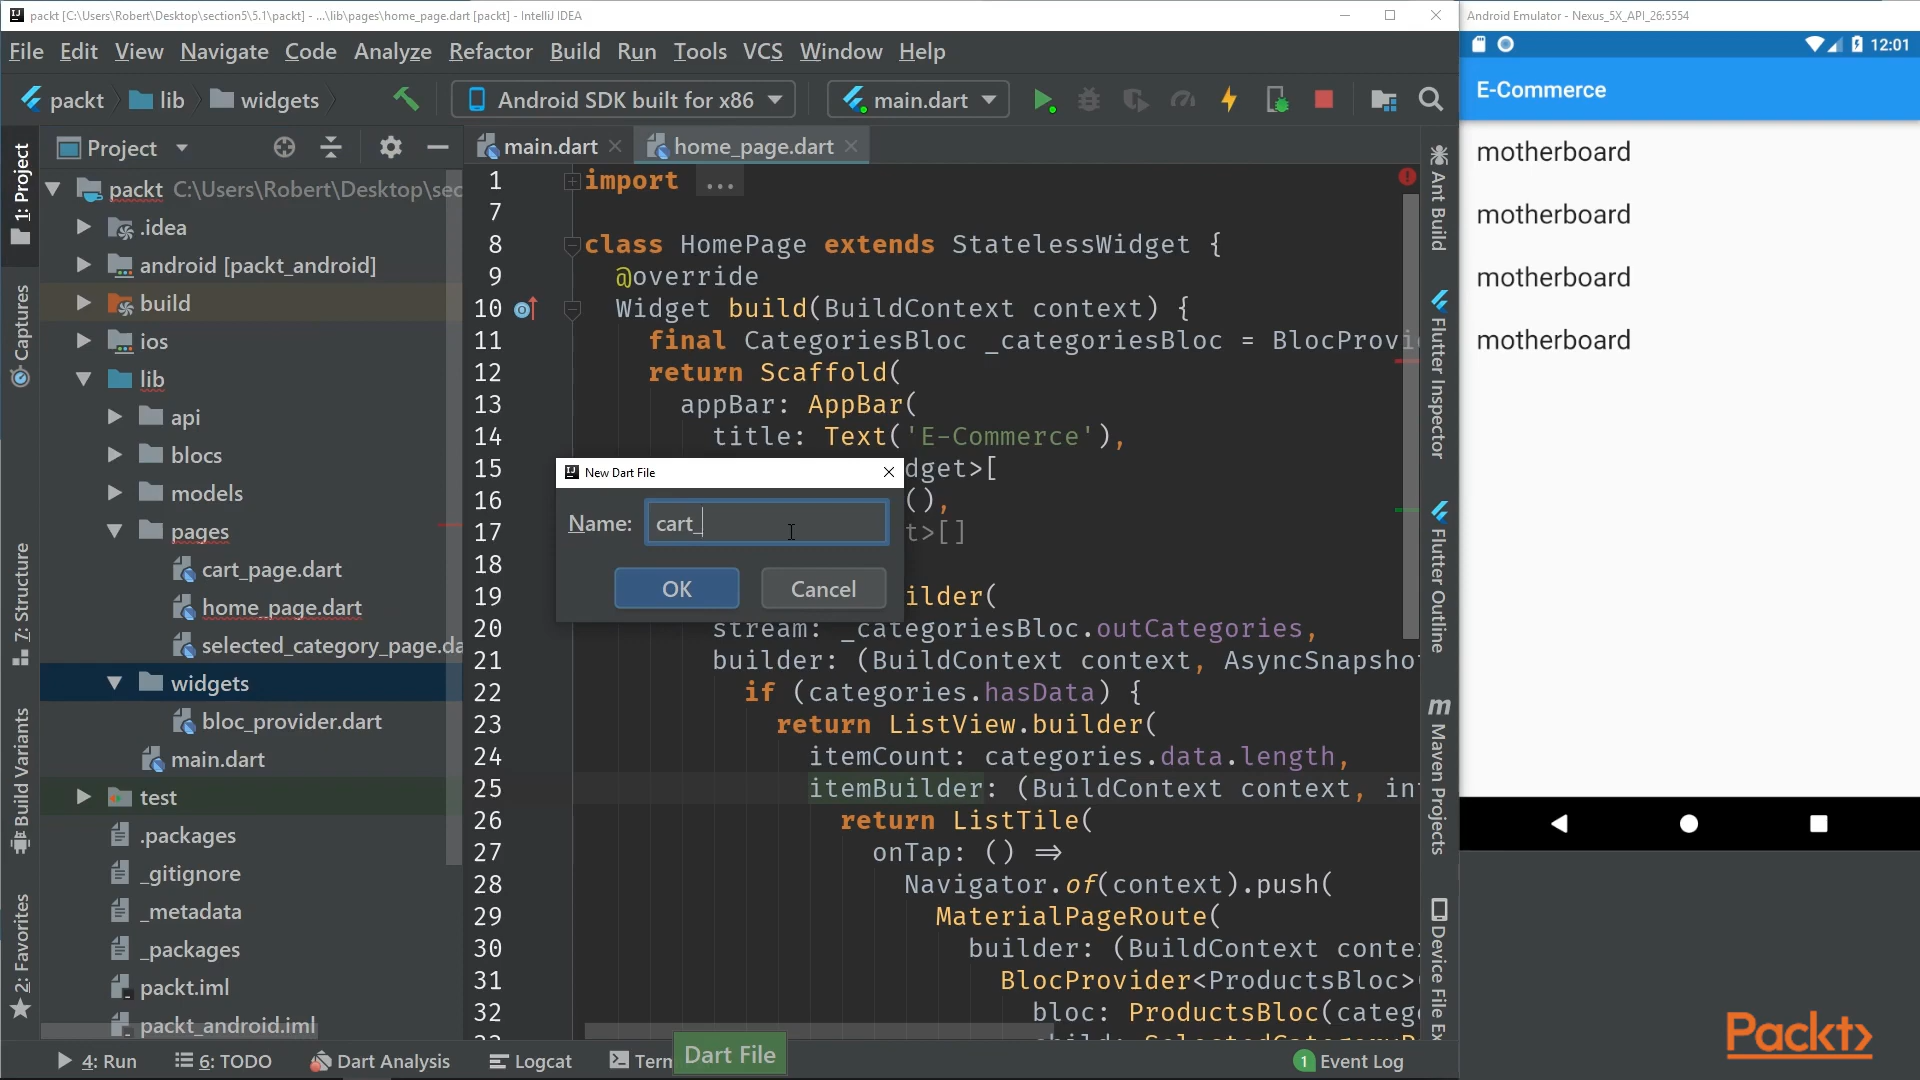 packt [C:\Users\Robert\Desktop\section5\5.1\packt] - ...\lib\pages\home_page.dart [packt] - IntelliJ IDEA
File Edit View Navigate Code Analyze Refactor Build Run Tools VCS Window Help
packt lib widgets Android SDK built for x86 main.dart
Project
main.dart home_page.dart
packt C:\Users\Robert\Desktop\sec
.idea
android [packt_android]
build
ios
lib
api
blocs
models
pages
cart_page.dart
home_page.dart
selected_category_page.da
widgets
bloc_provider.dart
main.dart
test
.packages
_gitignore
_metadata
_packages
packt.iml
packt_android.iml
1: Project
Captures
7: Structure
Build Variants
2: Favorites
1 import ...
7
8 class HomePage extends StatelessWidget {
9 @override
10 Widget build(BuildContext context) {
11 final CategoriesBloc _categoriesBloc = BlocProvi
12 return Scaffold(
13 appBar: AppBar(
14 title: Text('E-Commerce'),
15 dget>[
16 (),
17 t>[]
18
19 ilder(
20 stream: _categoriesBloc.outCategories,
21 builder: (BuildContext context, AsyncSnapsho
22 if (categories.hasData) {
23 return ListView.builder(
24 itemCount: categories.data.length,
25 itemBuilder: (BuildContext context, in
26 return ListTile(
27 onTap: () =>
28 Navigator.of(context).push(
29 MaterialPageRoute(
30 builder: (BuildContext conte
31 BlocProvider<ProductsBloc>
32 bloc: ProductsBloc(categ
New Dart File
Name: cart_
OK Cancel
Ant Build
Flutter Inspector
Flutter Outline
Maven Projects
Device File Ex
4: Run 6: TODO Dart Analysis Logcat Term Dart File 1 Event Log
Android Emulator - Nexus_5X_API_26:5554
12:01
E-Commerce
motherboard
motherboard
motherboard
motherboard
Packt>